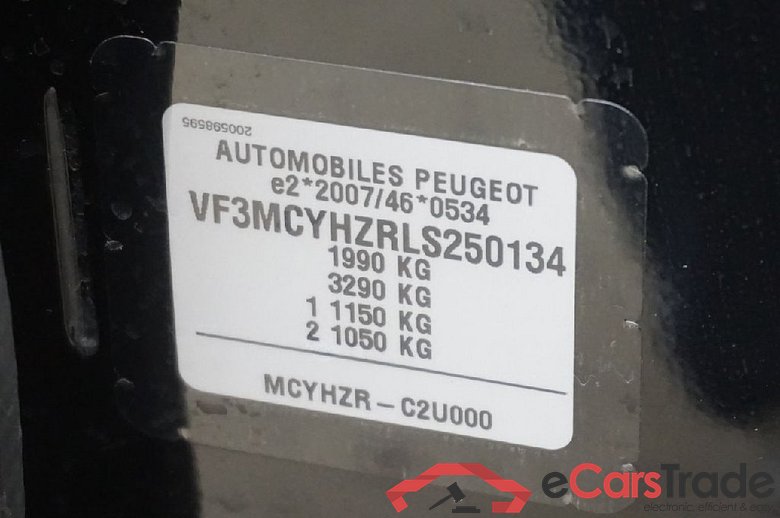 200598595
AUTOMOBILES PEUGEOT
e2*2007/46*0534
VF3MCYHZRLS250134
1990 KG
3290 KG
1 1150 KG
2 1050 KG
MCYHZR – C2U000
eCarsTrade
electronic, efficient &